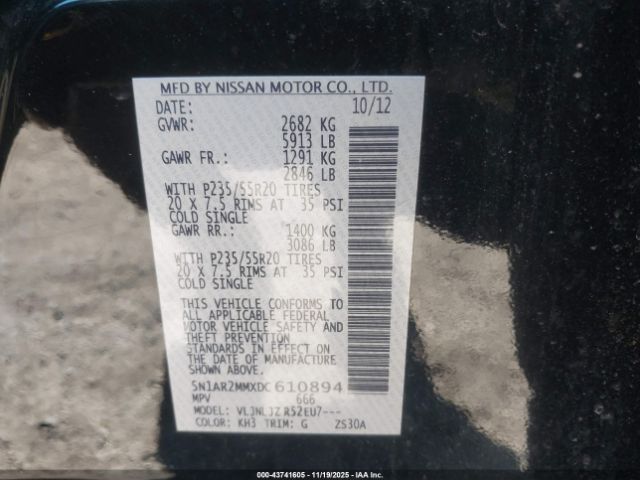 MFD BY NISSAN MOTOR CO., LTD.
DATE: 10/12
GVWR: 2682 KG
5913 LB
GAWR FR.: 1291 KG
2846 LB
WITH P235/55R20 TIRES
20 X 7.5 RIMS AT 35 PSI
COLD SINGLE
GAWR RR.: 1400 KG
3086 LB
WITH P235/55R20 TIRES
20 X 7.5 RIMS AT 35 PSI
COLD SINGLE
THIS VEHICLE CONFORMS TO
ALL APPLICABLE FEDERAL
MOTOR VEHICLE SAFETY AND
THEFT PREVENTION
STANDARDS IN EFFECT ON
THE DATE OF MANUFACTURE
SHOWN ABOVE.
5N1AR2MMXDC610894
MPV 666
MODEL: VLJNLJZ R52EU7---
COLOR: KH3 TRIM: G ZS30A
000-43741605 - 11/19/2025 - IAAI, Inc.